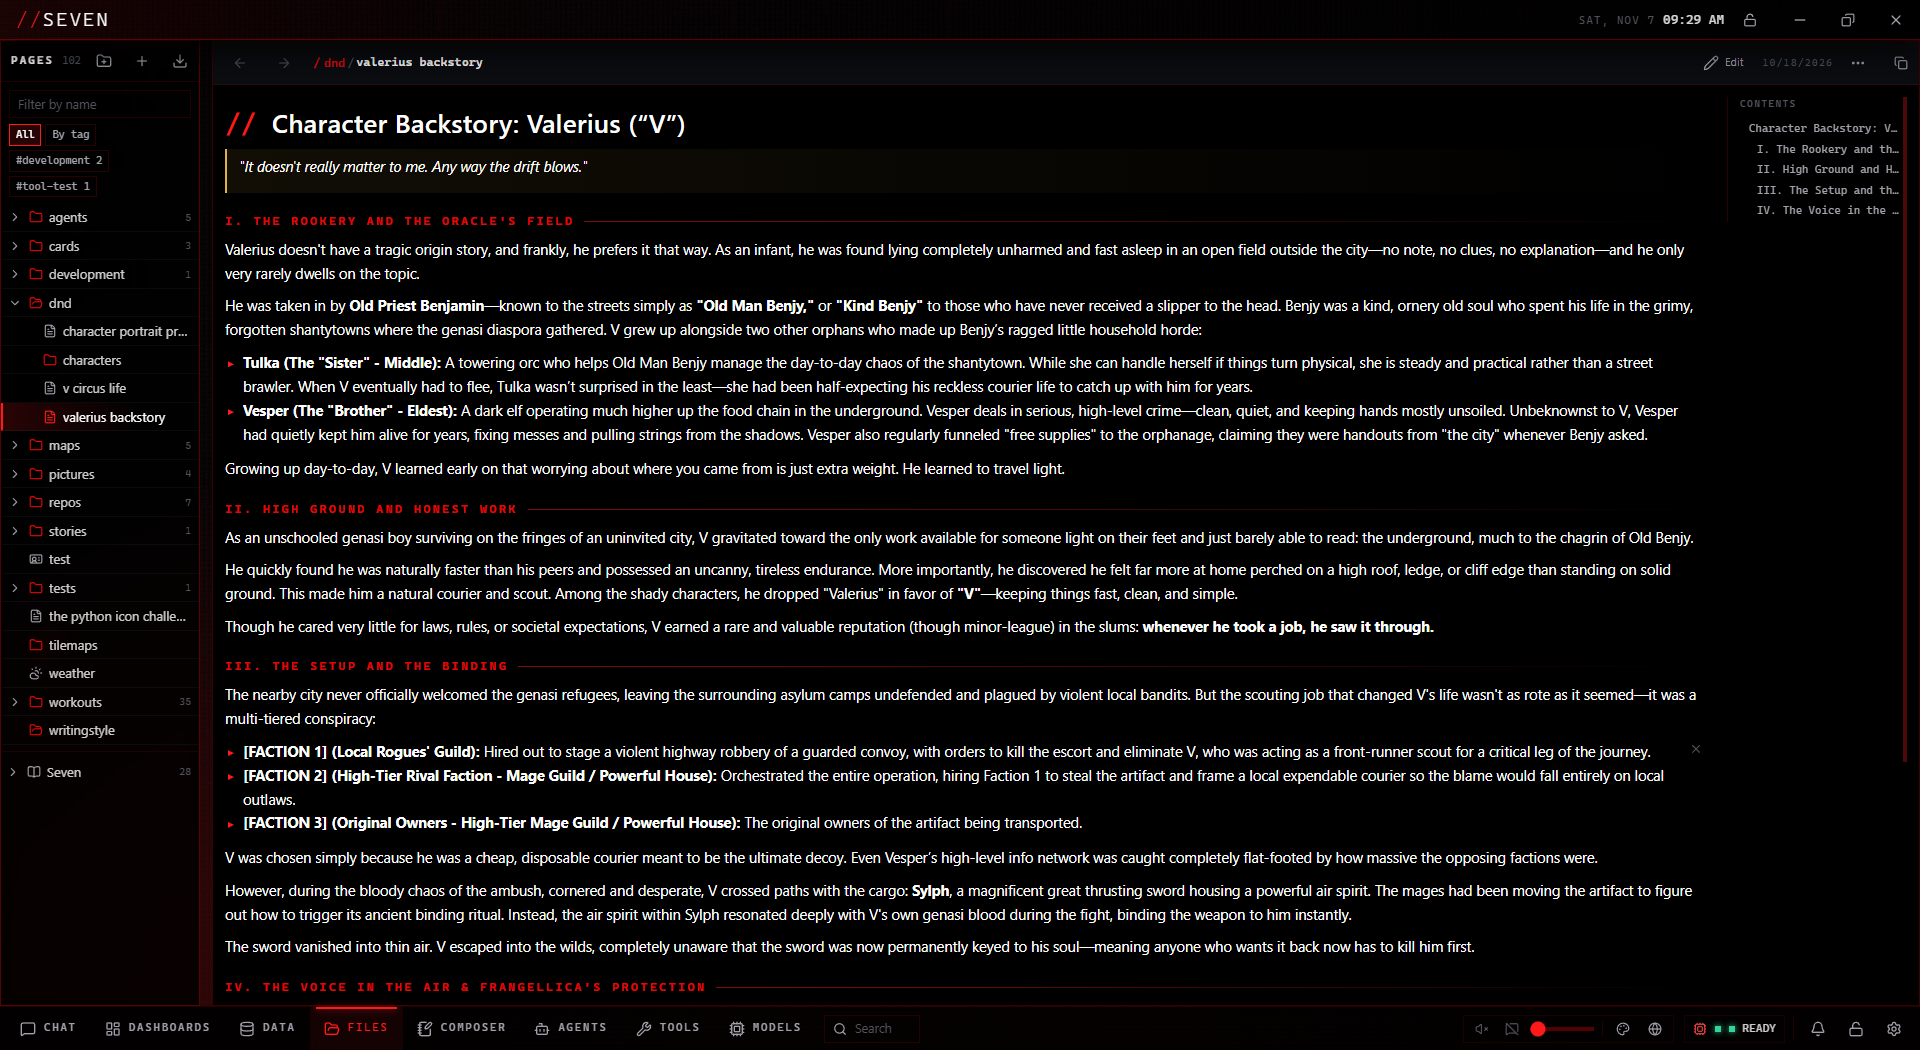 //SEVEN
SAT, NOV 7 09:29 AM
PAGES 102
/ dnd / valerius backstory
Edit 10/18/2026
Filter by name
All By tag
#development 2
#tool-test 1
agents 5
cards 3
development 1
dnd
character portrait pr...
characters
v circus life
valerius backstory
maps 5
pictures 4
repos 7
stories 1
test
tests 1
the python icon challe...
tilemaps
weather
workouts 35
writingstyle
Seven 28
// Character Backstory: Valerius (“V”)
"It doesn't really matter to me. Any way the drift blows."
I. THE ROOKERY AND THE ORACLE'S FIELD
Valerius doesn't have a tragic origin story, and frankly, he prefers it that way. As an infant, he was found lying completely unharmed and fast asleep in an open field outside the city—no note, no clues, no explanation—and he only
very rarely dwells on the topic.
He was taken in by Old Priest Benjamin—known to the streets simply as "Old Man Benjy," or "Kind Benjy" to those who have never received a slipper to the head. Benjy was a kind, ornery old soul who spent his life in the grimy,
forgotten shantytowns where the genasi diaspora gathered. V grew up alongside two other orphans who made up Benjy’s ragged little household horde:
Tulka (The "Sister" - Middle): A towering orc who helps Old Man Benjy manage the day-to-day chaos of the shantytown. While she can handle herself if things turn physical, she is steady and practical rather than a street
brawler. When V eventually had to flee, Tulka wasn’t surprised in the least—she had been half-expecting his reckless courier life to catch up with him for years.
Vesper (The "Brother" - Eldest): A dark elf operating much higher up the food chain in the underground. Vesper deals in serious, high-level crime—clean, quiet, and keeping hands mostly unsoiled. Unbeknownst to V, Vesper
had quietly kept him alive for years, fixing messes and pulling strings from the shadows. Vesper also regularly funneled "free supplies" to the orphanage, claiming they were handouts from "the city" whenever Benjy asked.
Growing up day-to-day, V learned early on that worrying about where you came from is just extra weight. He learned to travel light.
II. HIGH GROUND AND HONEST WORK
As an unschooled genasi boy surviving on the fringes of an uninvited city, V gravitated toward the only work available for someone light on their feet and just barely able to read: the underground, much to the chagrin of Old Benjy.
He quickly found he was naturally faster than his peers and possessed an uncanny, tireless endurance. More importantly, he discovered he felt far more at home perched on a high roof, ledge, or cliff edge than standing on solid
ground. This made him a natural courier and scout. Among the shady characters, he dropped "Valerius" in favor of "V"—keeping things fast, clean, and simple.
Though he cared very little for laws, rules, or societal expectations, V earned a rare and valuable reputation (though minor-league) in the slums: whenever he took a job, he saw it through.
III. THE SETUP AND THE BINDING
The nearby city never officially welcomed the genasi refugees, leaving the surrounding asylum camps undefended and plagued by violent local bandits. But the scouting job that changed V's life wasn't as rote as it seemed—it was a
multi-tiered conspiracy:
[FACTION 1] (Local Rogues' Guild): Hired out to stage a violent highway robbery of a guarded convoy, with orders to kill the escort and eliminate V, who was acting as a front-runner scout for a critical leg of the journey.
[FACTION 2] (High-Tier Rival Faction - Mage Guild / Powerful House): Orchestrated the entire operation, hiring Faction 1 to steal the artifact and frame a local expendable courier so the blame would fall entirely on local
outlaws.
[FACTION 3] (Original Owners - High-Tier Mage Guild / Powerful House): The original owners of the artifact being transported.
V was chosen simply because he was a cheap, disposable courier meant to be the ultimate decoy. Even Vesper’s high-level info network was caught completely flat-footed by how massive the opposing factions were.
However, during the bloody chaos of the ambush, cornered and desperate, V crossed paths with the cargo: Sylph, a magnificent great thrusting sword housing a powerful air spirit. The mages had been moving the artifact to figure
out how to trigger its ancient binding ritual. Instead, the air spirit within Sylph resonated deeply with V's own genasi blood during the fight, binding the weapon to him instantly.
The sword vanished into thin air. V escaped into the wilds, completely unaware that the sword was now permanently keyed to his soul—meaning anyone who wants it back now has to kill him first.
IV. THE VOICE IN THE AIR & FRANGELLICA'S PROTECTION
CONTENTS
Character Backstory: V...
I. The Rookery and th...
II. High Ground and H...
III. The Setup and th...
IV. The Voice in the ...
CHAT DASHBOARDS DATA FILES COMPOSER AGENTS TOOLS MODELS Search READY